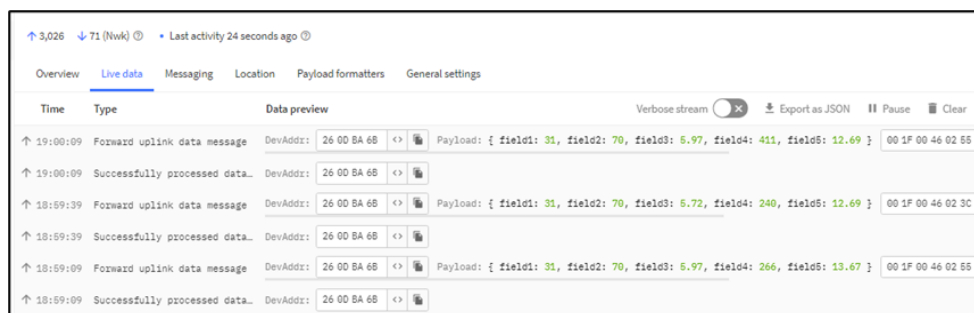 ↑ 3,026 ↓ 71 (Nwk) • Last activity 24 seconds ago
Overview Live data Messaging Location Payload formatters General settings
Time Type Data preview Verbose stream Export as JSON Pause Clear
↑ 19:00:09 Forward uplink data message DevAddr: 26 0D BA 6B <> Payload: { field1: 31, field2: 70, field3: 5.97, field4: 411, field5: 12.69 } 00 1F 00 46 02 55
↑ 19:00:09 Successfully processed data… DevAddr: 26 0D BA 6B <>
↑ 18:59:39 Forward uplink data message DevAddr: 26 0D BA 6B <> Payload: { field1: 31, field2: 70, field3: 5.72, field4: 240, field5: 12.69 } 00 1F 00 46 02 3C
↑ 18:59:39 Successfully processed data… DevAddr: 26 0D BA 6B <>
↑ 18:59:09 Forward uplink data message DevAddr: 26 0D BA 6B <> Payload: { field1: 31, field2: 70, field3: 5.97, field4: 266, field5: 13.67 } 00 1F 00 46 02 55
↑ 18:59:09 Successfully processed data… DevAddr: 26 0D BA 6B <>